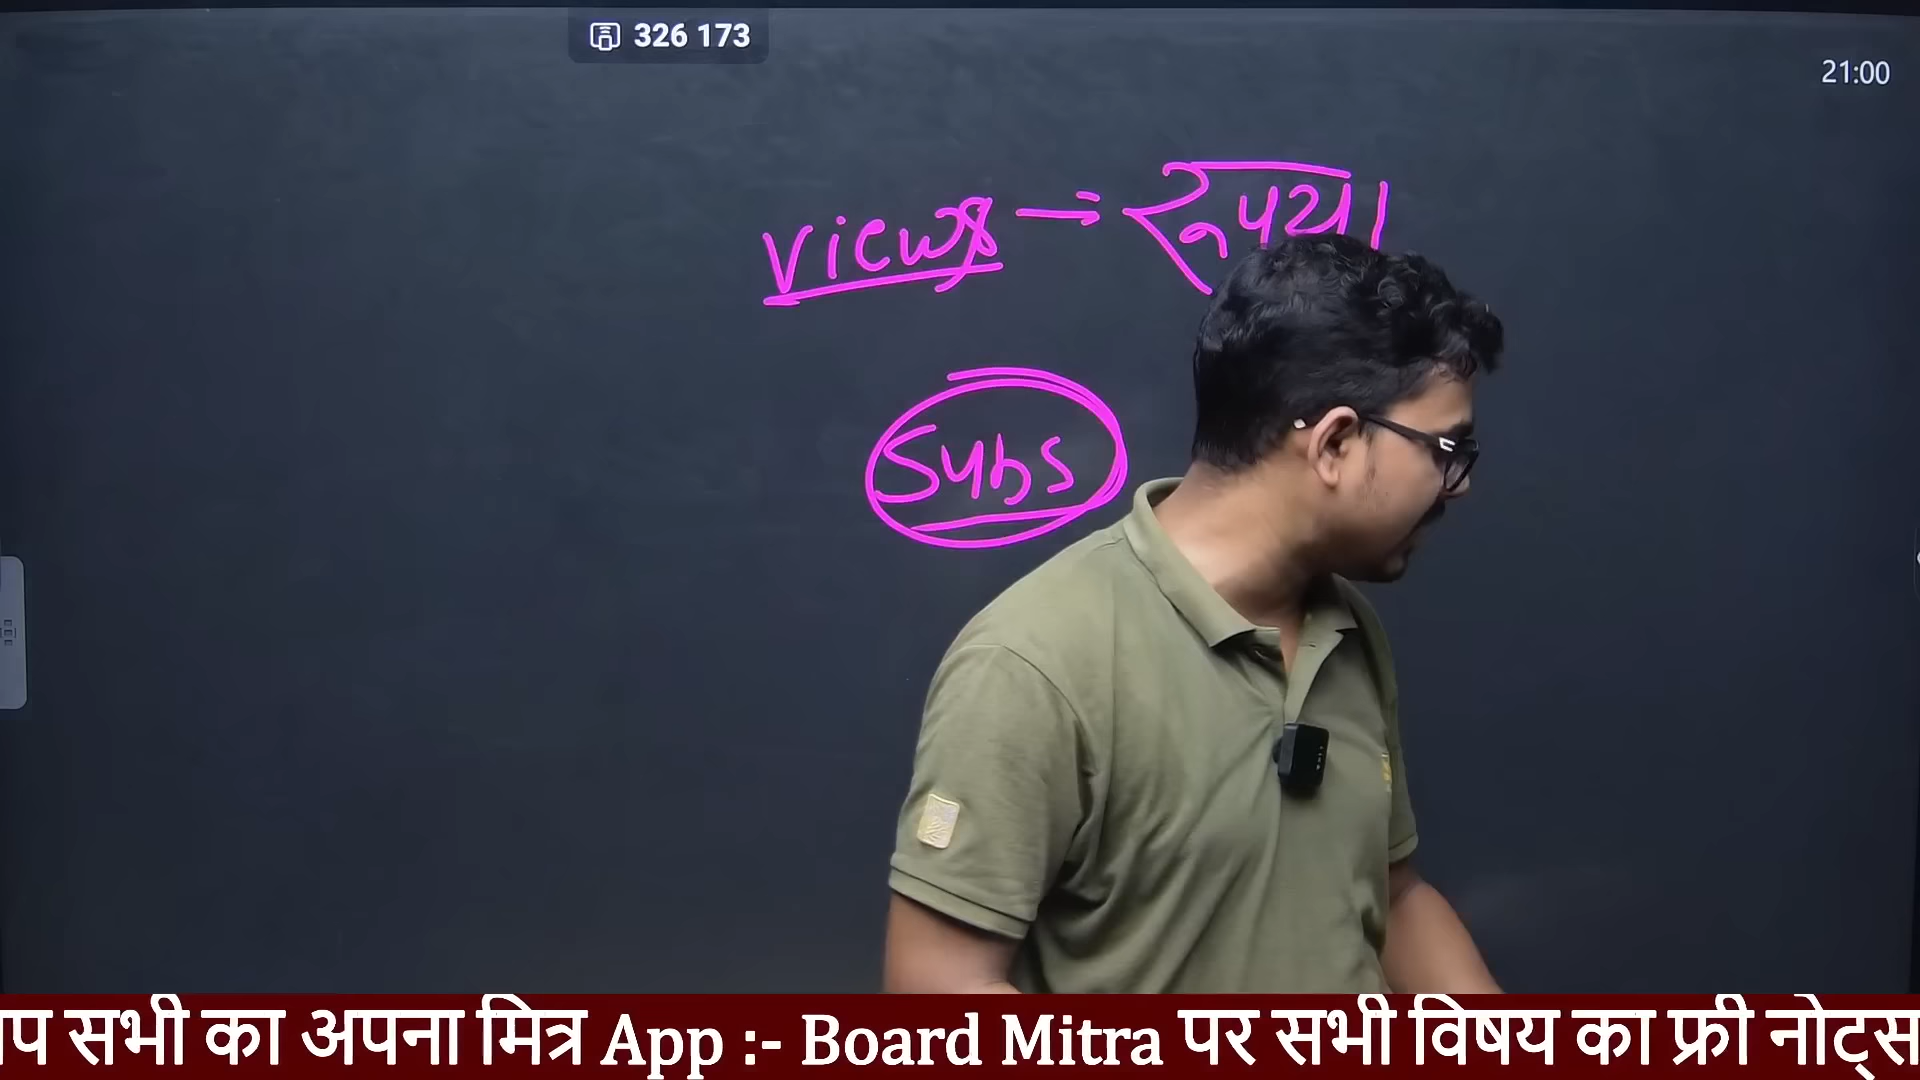 326 173
21:00
views → रुपया
Subs
प सभी का अपना मित्र App :- Board Mitra पर सभी विषय का फ्री नोट्स